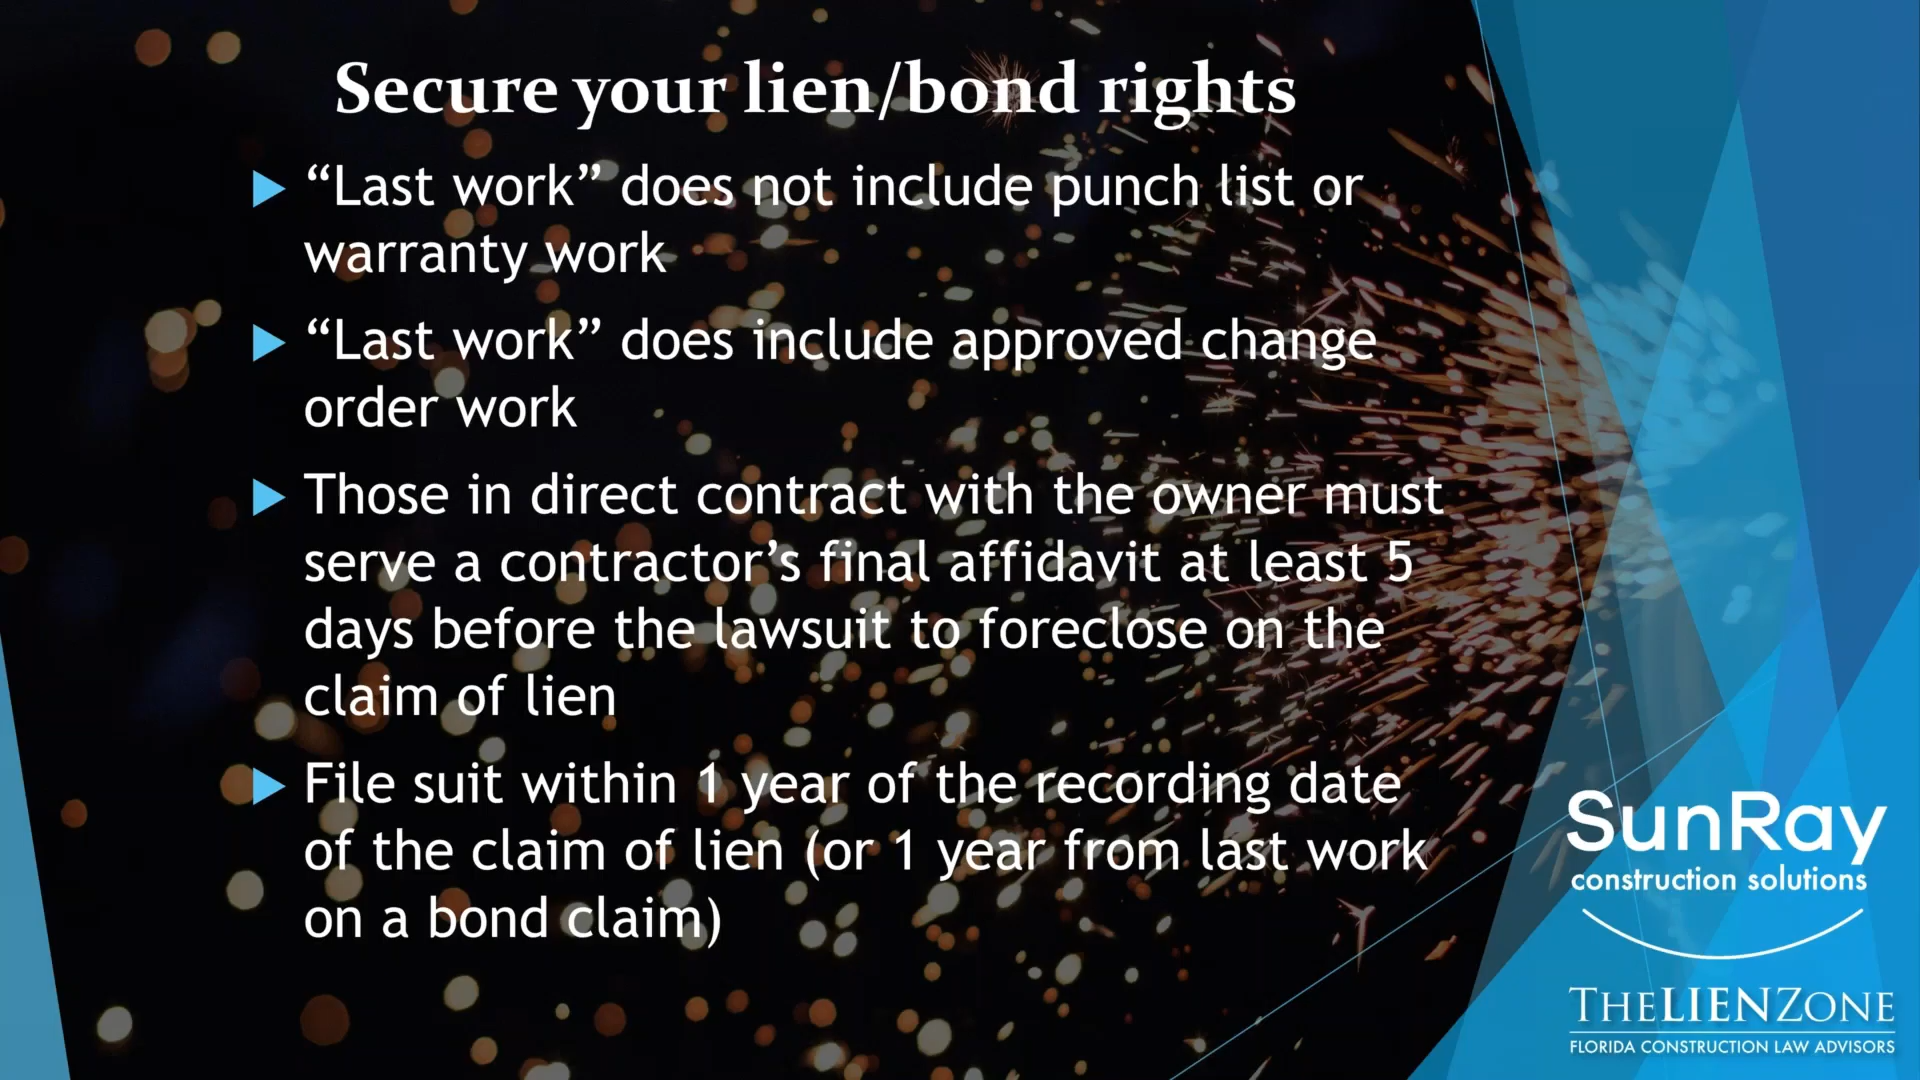 Secure your lien/bond rights
“Last work” does not include punch list or
warranty work
“Last work” does include approved change
order work
Those in direct contract with the owner must
serve a contractor’s final affidavit at least 5
days before the lawsuit to foreclose on the
claim of lien
File suit within 1 year of the recording date
of the claim of lien (or 1 year from last work
on a bond claim)
SunRay
construction solutions
THELIENZONE
FLORIDA CONSTRUCTION LAW ADVISORS